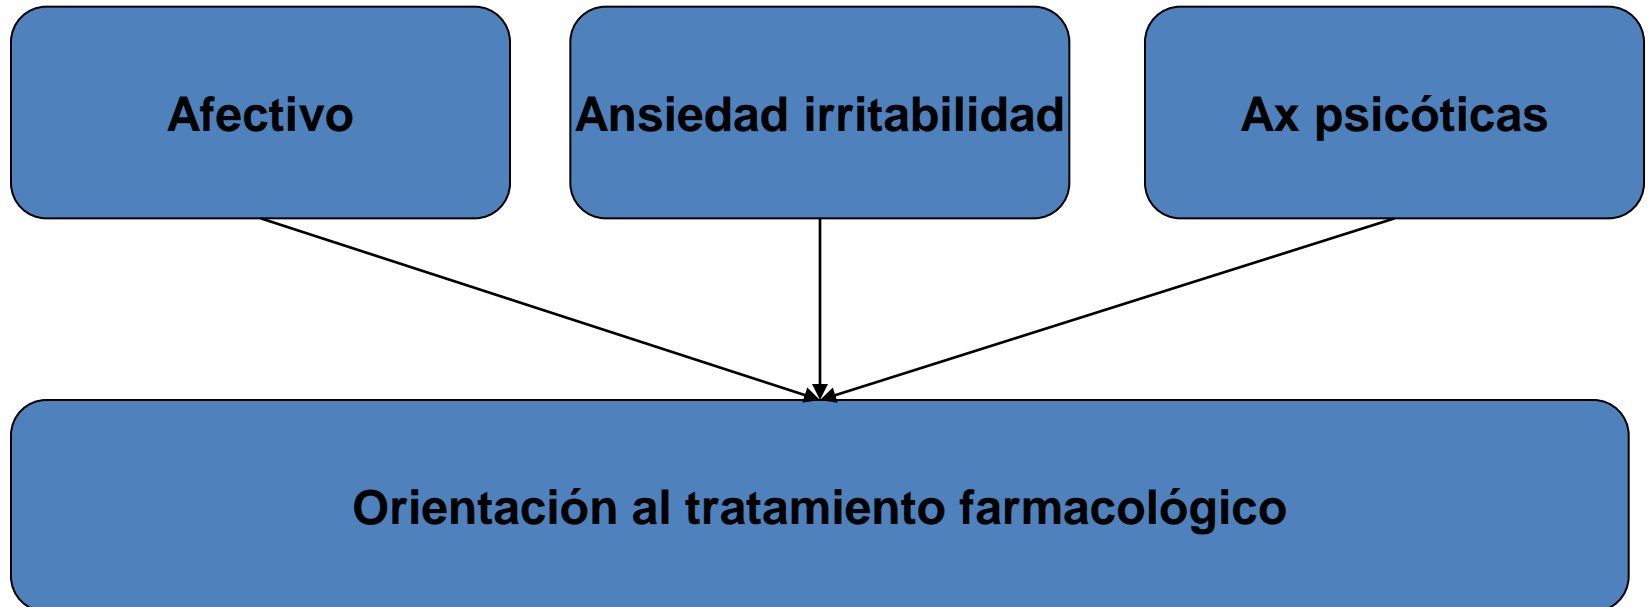 Afectivo
Ansiedad irritabilidad
Ax psicóticas
Orientación al tratamiento farmacológico